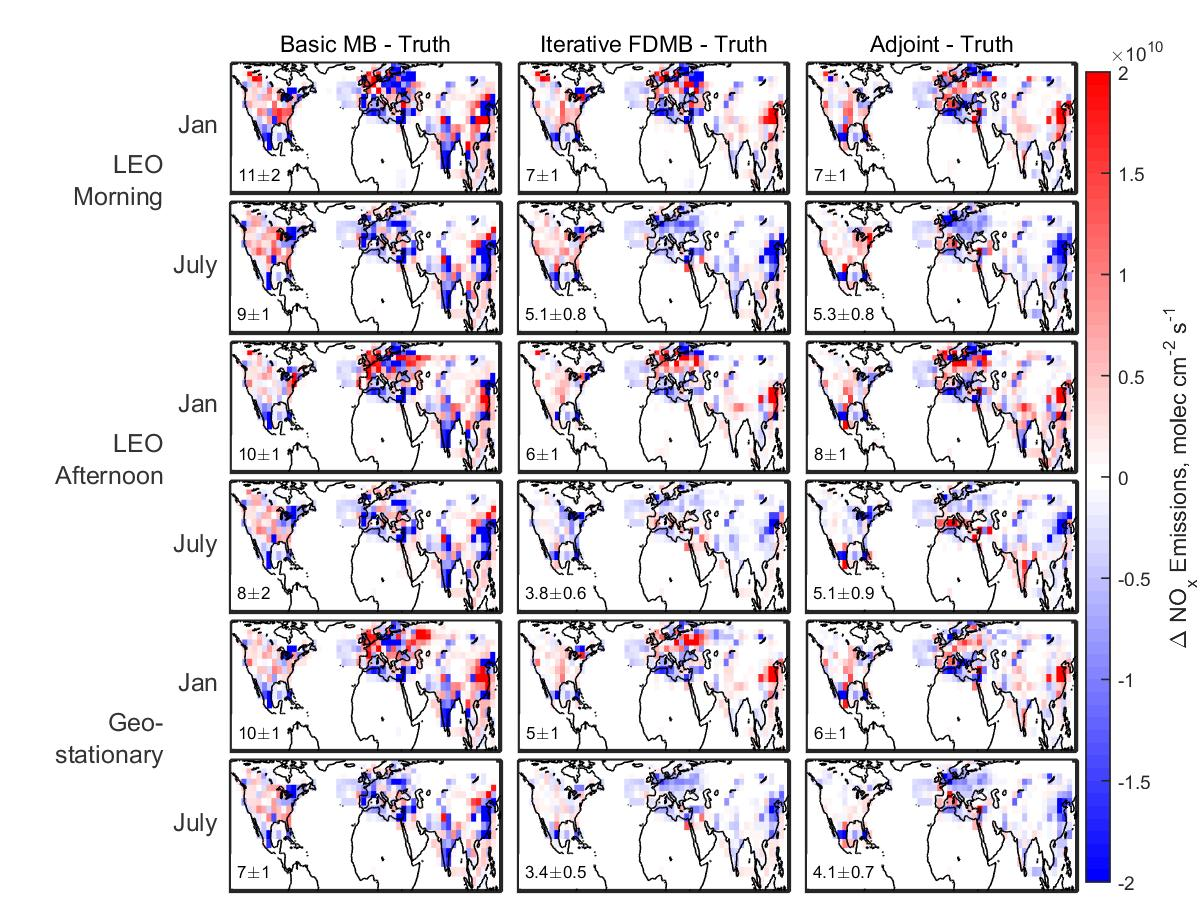 Basic MB - Truth
Iterative FDMB - Truth
Adjoint - Truth
×10^10
LEO
Morning
Jan
11±2
7±1
7±1
July
9±1
5.1±0.8
5.3±0.8
LEO
Afternoon
Jan
10±1
6±1
8±1
July
8±2
3.8±0.6
5.1±0.9
Geo-
stationary
Jan
10±1
5±1
6±1
July
7±1
3.4±0.5
4.1±0.7
2
1.5
1
0.5
0
-0.5
-1
-1.5
-2
Δ NOx Emissions, molec cm^-2 s^-1